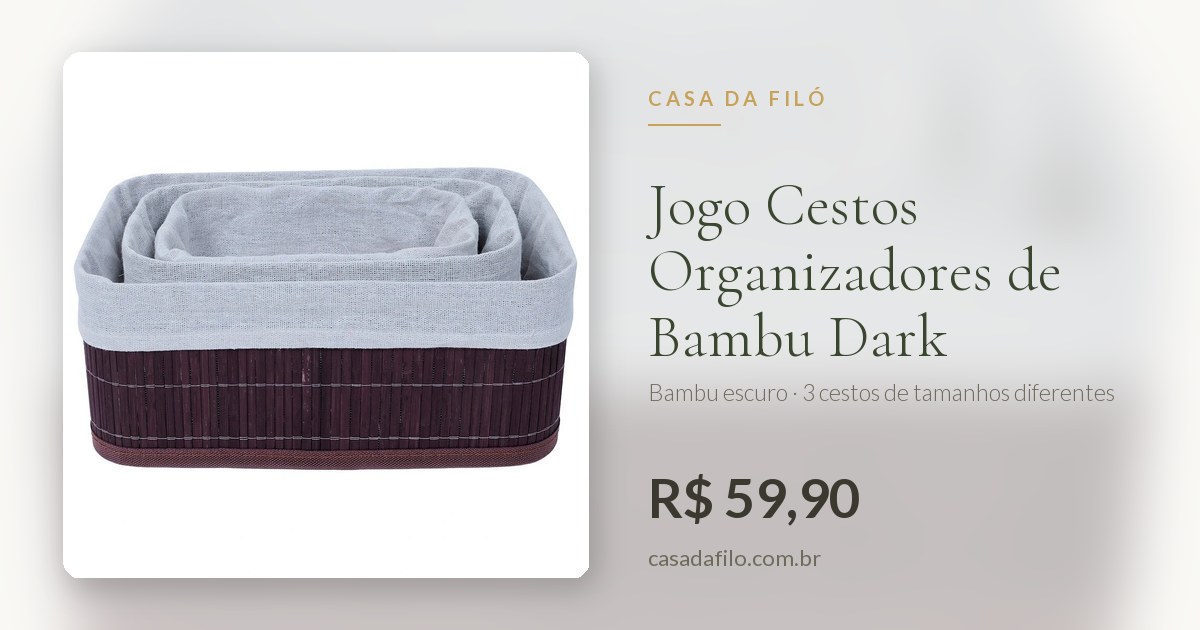 CASA DA FILÓ
Jogo Cestos
Organizadores de
Bambu Dark
Bambu escuro · 3 cestos de tamanhos diferentes
R$ 59,90
casadafilo.com.br